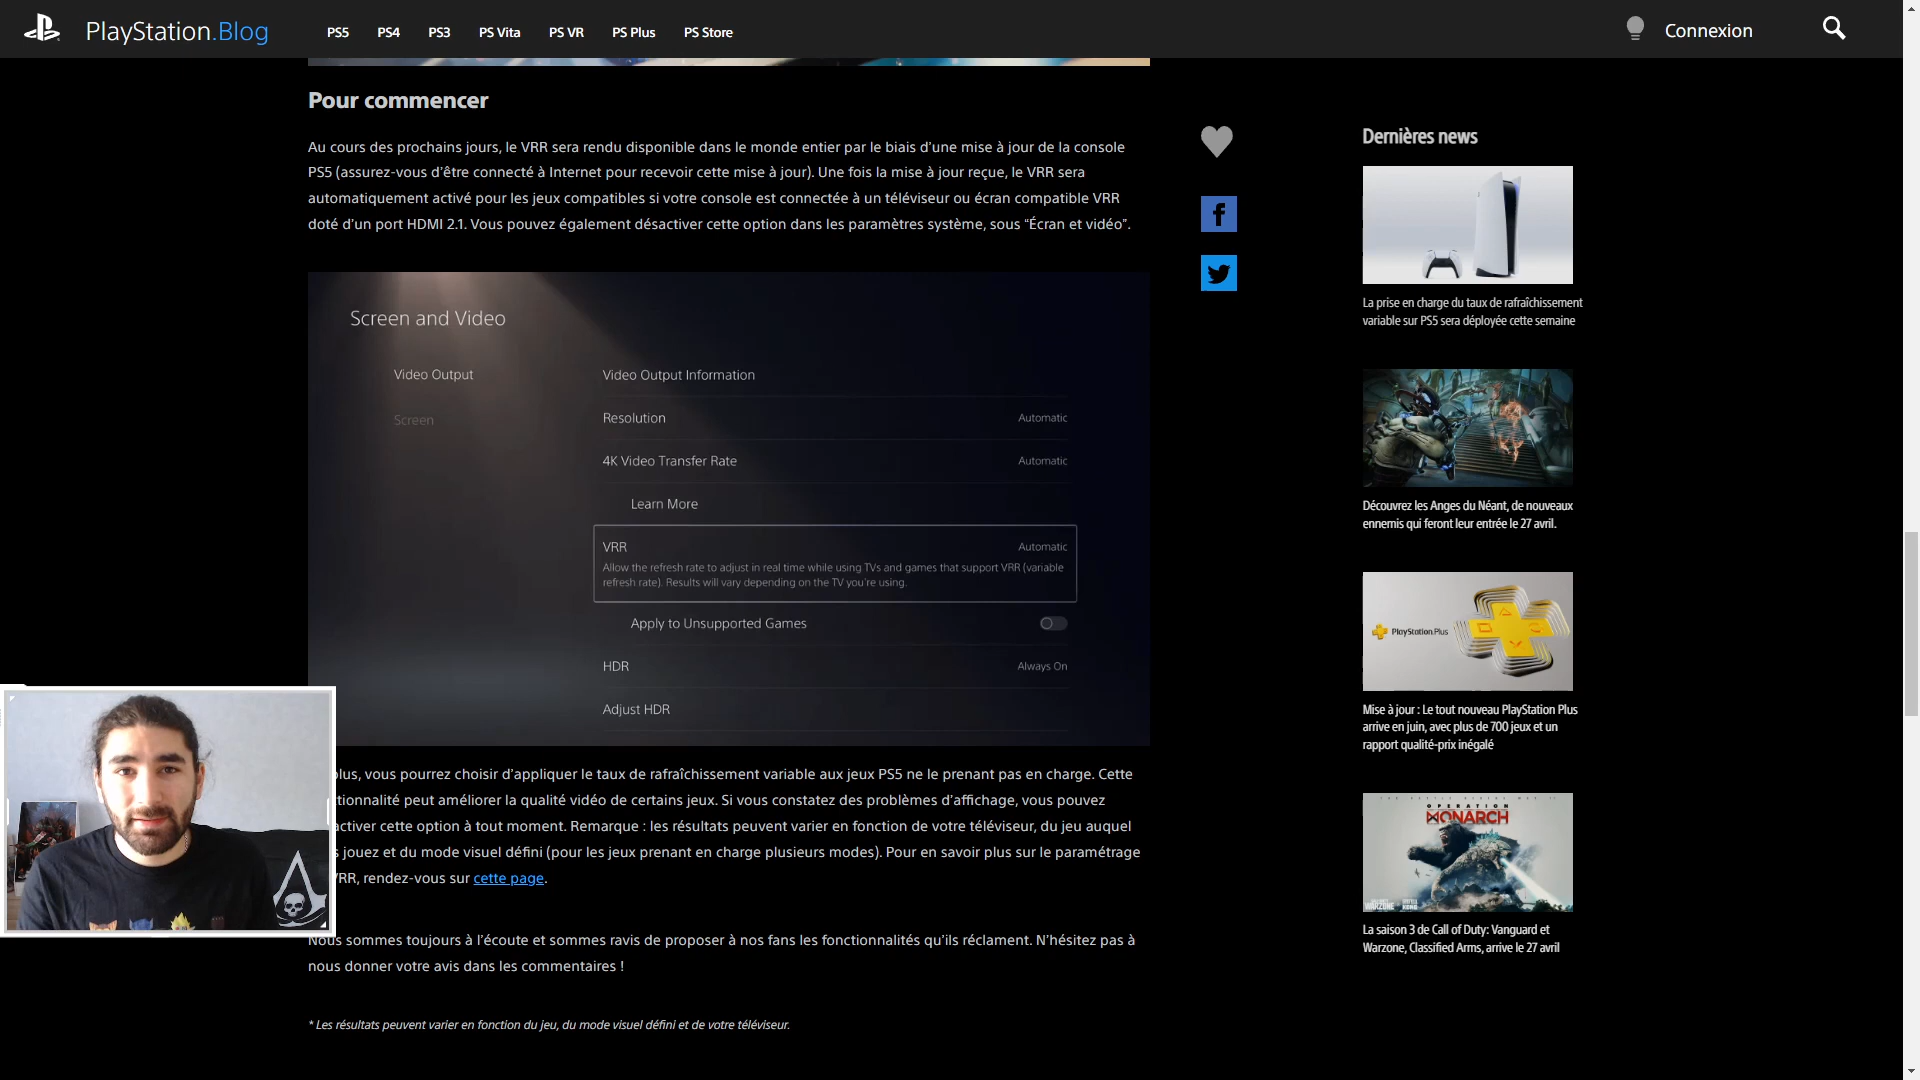 PlayStation.Blog
PS5
PS4
PS3
PS Vita
PS VR
PS Plus
PS Store
Connexion
Pour commencer
Au cours des prochains jours, le VRR sera rendu disponible dans le monde entier par le biais d’une mise à jour de la console
PS5 (assurez-vous d’être connecté à Internet pour recevoir cette mise à jour). Une fois la mise à jour reçue, le VRR sera
automatiquement activé pour les jeux compatibles si votre console est connectée à un téléviseur ou écran compatible VRR
doté d’un port HDMI 2.1. Vous pouvez également désactiver cette option dans les paramètres système, sous “Écran et vidéo”.
Screen and Video
Video Output
Screen
Video Output Information
Resolution Automatic
4K Video Transfer Rate Automatic
Learn More
VRR Automatic
Allow the refresh rate to adjust in real time while using TVs and games that support VRR (variable
refresh rate). Results will vary depending on the TV you're using.
Apply to Unsupported Games
HDR Always On
Adjust HDR
plus, vous pourrez choisir d’appliquer le taux de rafraîchissement variable aux jeux PS5 ne le prenant pas en charge. Cette
tionnalité peut améliorer la qualité vidéo de certains jeux. Si vous constatez des problèmes d’affichage, vous pouvez
activer cette option à tout moment. Remarque : les résultats peuvent varier en fonction de votre téléviseur, du jeu auquel
jouez et du mode visuel défini (pour les jeux prenant en charge plusieurs modes). Pour en savoir plus sur le paramétrage
VRR, rendez-vous sur cette page.
Nous sommes toujours à l’écoute et sommes ravis de proposer à nos fans les fonctionnalités qu’ils réclament. N’hésitez pas à
nous donner votre avis dans les commentaires !
* Les résultats peuvent varier en fonction du jeu, du mode visuel défini et de votre téléviseur.
Dernières news
La prise en charge du taux de rafraîchissement
variable sur PS5 sera déployée cette semaine
Découvrez les Anges du Néant, de nouveaux
ennemis qui feront leur entrée le 27 avril.
PlayStation.Plus
Mise à jour : Le tout nouveau PlayStation Plus
arrive en juin, avec plus de 700 jeux et un
rapport qualité-prix inégalé
OPERATION
MONARCH
La saison 3 de Call of Duty: Vanguard et
Warzone, Classified Arms, arrive le 27 avril